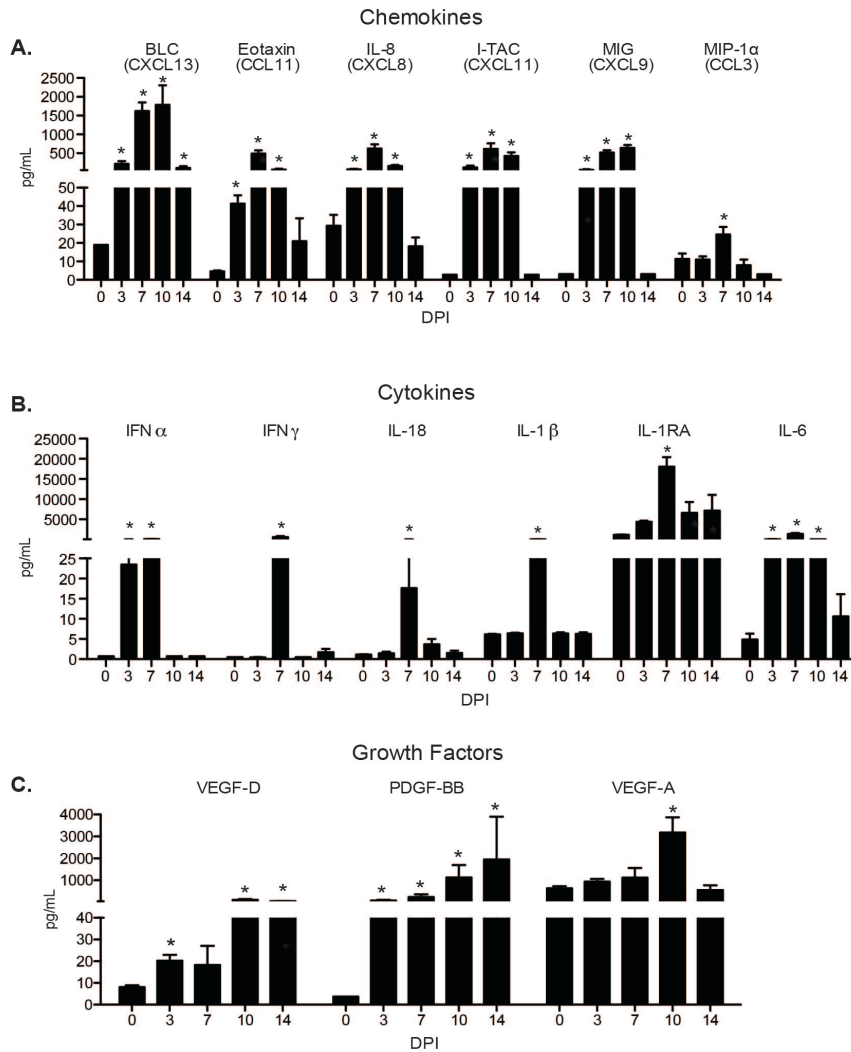 Chemokines
A.
BLC Eotaxin IL-8 I-TAC MIG MIP-1α
(CXCL13) (CCL11) (CXCL8) (CXCL11) (CXCL9) (CCL3)
2500
2000
1500
1000
500
pg/mL
50
40
30
20
10
0
* * * * * * * * * * * * * * * * * *
0 3 7 10 14 0 3 7 10 14 0 3 7 10 14 0 3 7 10 14 0 3 7 10 14 0 3 7 10 14
DPI
Cytokines
B.
IFN α IFN γ IL-18 IL-1 β IL-1RA IL-6
25000
20000
15000
10000
5000
pg/mL
25
20
15
10
5
0
* * * * * * * * *
0 3 7 10 14 0 3 7 10 14 0 3 7 10 14 0 3 7 10 14 0 3 7 10 14 0 3 7 10 14
DPI
Growth Factors
C.
VEGF-D PDGF-BB VEGF-A
4000
3000
2000
1000
pg/mL
40
30
20
10
0
* * * * * * * *
0 3 7 10 14 0 3 7 10 14 0 3 7 10 14
DPI